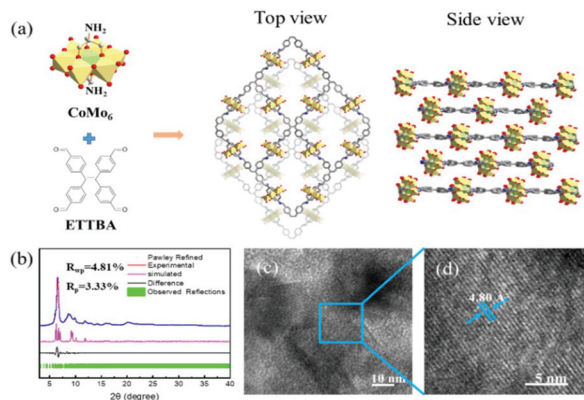 (a)
NH2
NH2
CoMo6
ETTBA
O
O
O
O
Top view
Side view
(b)
Rwp=4.81%
Rp=3.33%
Pawley Refined
Experimental
simulated
Difference
Observed Reflections
5 10 15 20 25 30 35 40
2θ (degree)
(c)
10 nm
(d)
4.80 A
5 nm